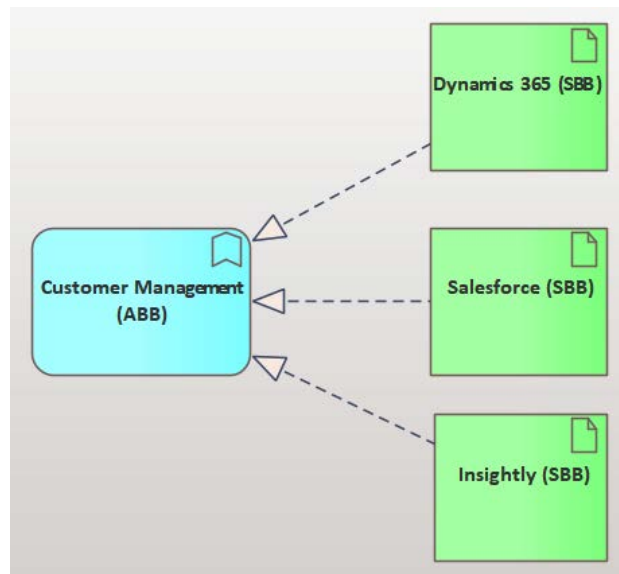 Dynamics 365 (SBB)
Customer Management
(ABB)
Salesforce (SBB)
Insightly (SBB)